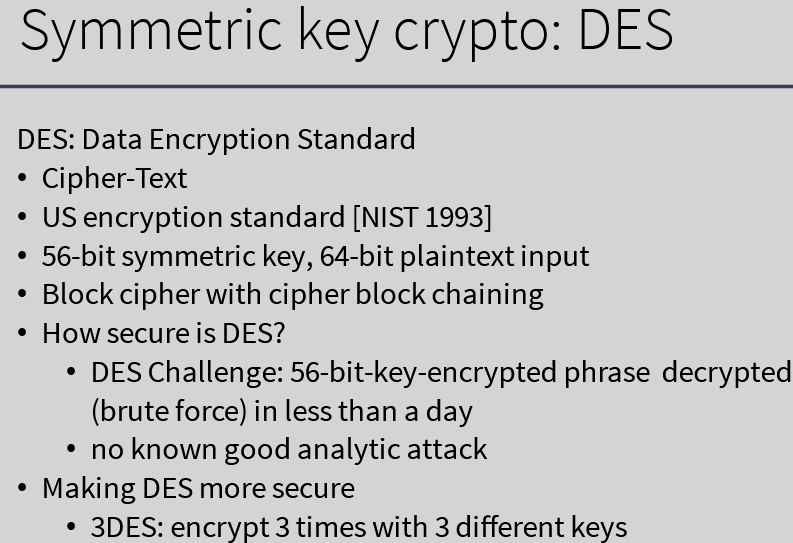 Symmetric key crypto: DES
DES: Data Encryption Standard
• Cipher-Text
• US encryption standard [NIST 1993]
• 56-bit symmetric key, 64-bit plaintext input
• Block cipher with cipher block chaining
• How secure is DES?
• DES Challenge: 56-bit-key-encrypted phrase decrypted
(brute force) in less than a day
• no known good analytic attack
• Making DES more secure
• 3DES: encrypt 3 times with 3 different keys